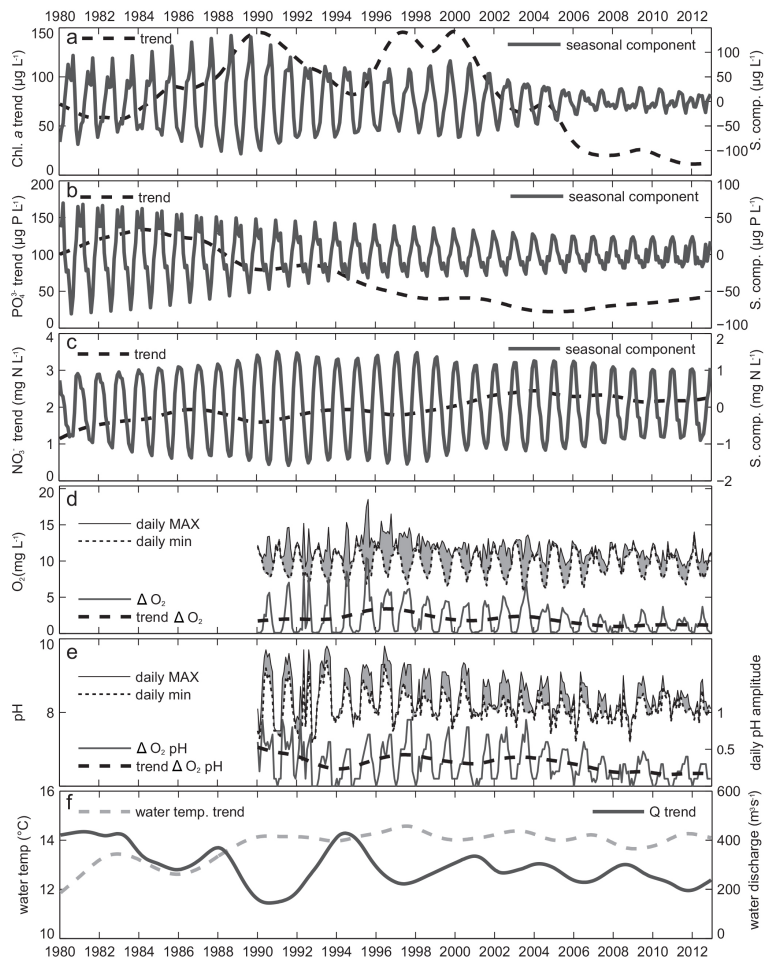 1980 1982 1984 1986 1988 1990 1992 1994 1996 1998 2000 2002 2004 2006 2008 2010 2012
a
trend
seasonal component
150
100
50
0
Chl. a trend (µg L⁻¹)
100
50
0
−50
−100
S. comp. (µg L⁻¹)
b
trend
seasonal component
200
150
100
50
0
PO₄³⁻ trend (µg P L⁻¹)
100
50
0
−50
−100
S. comp. (µg P L⁻¹)
c
trend
seasonal component
4
3
2
1
0
NO₃⁻ trend (mg N L⁻¹)
2
1
0
−1
−2
S. comp. (mg N L⁻¹)
d
daily MAX
daily min
Δ O₂
trend Δ O₂
20
15
10
5
0
O₂(mg L⁻¹)
e
daily MAX
daily min
Δ O₂ pH
trend Δ O₂ pH
10
8
pH
1
0.5
daily pH amplitude
f
water temp. trend
Q trend
16
14
12
10
water temp (°C)
600
400
200
0
water discharge (m³s⁻¹)
1980 1982 1984 1986 1988 1990 1992 1994 1996 1998 2000 2002 2004 2006 2008 2010 2012